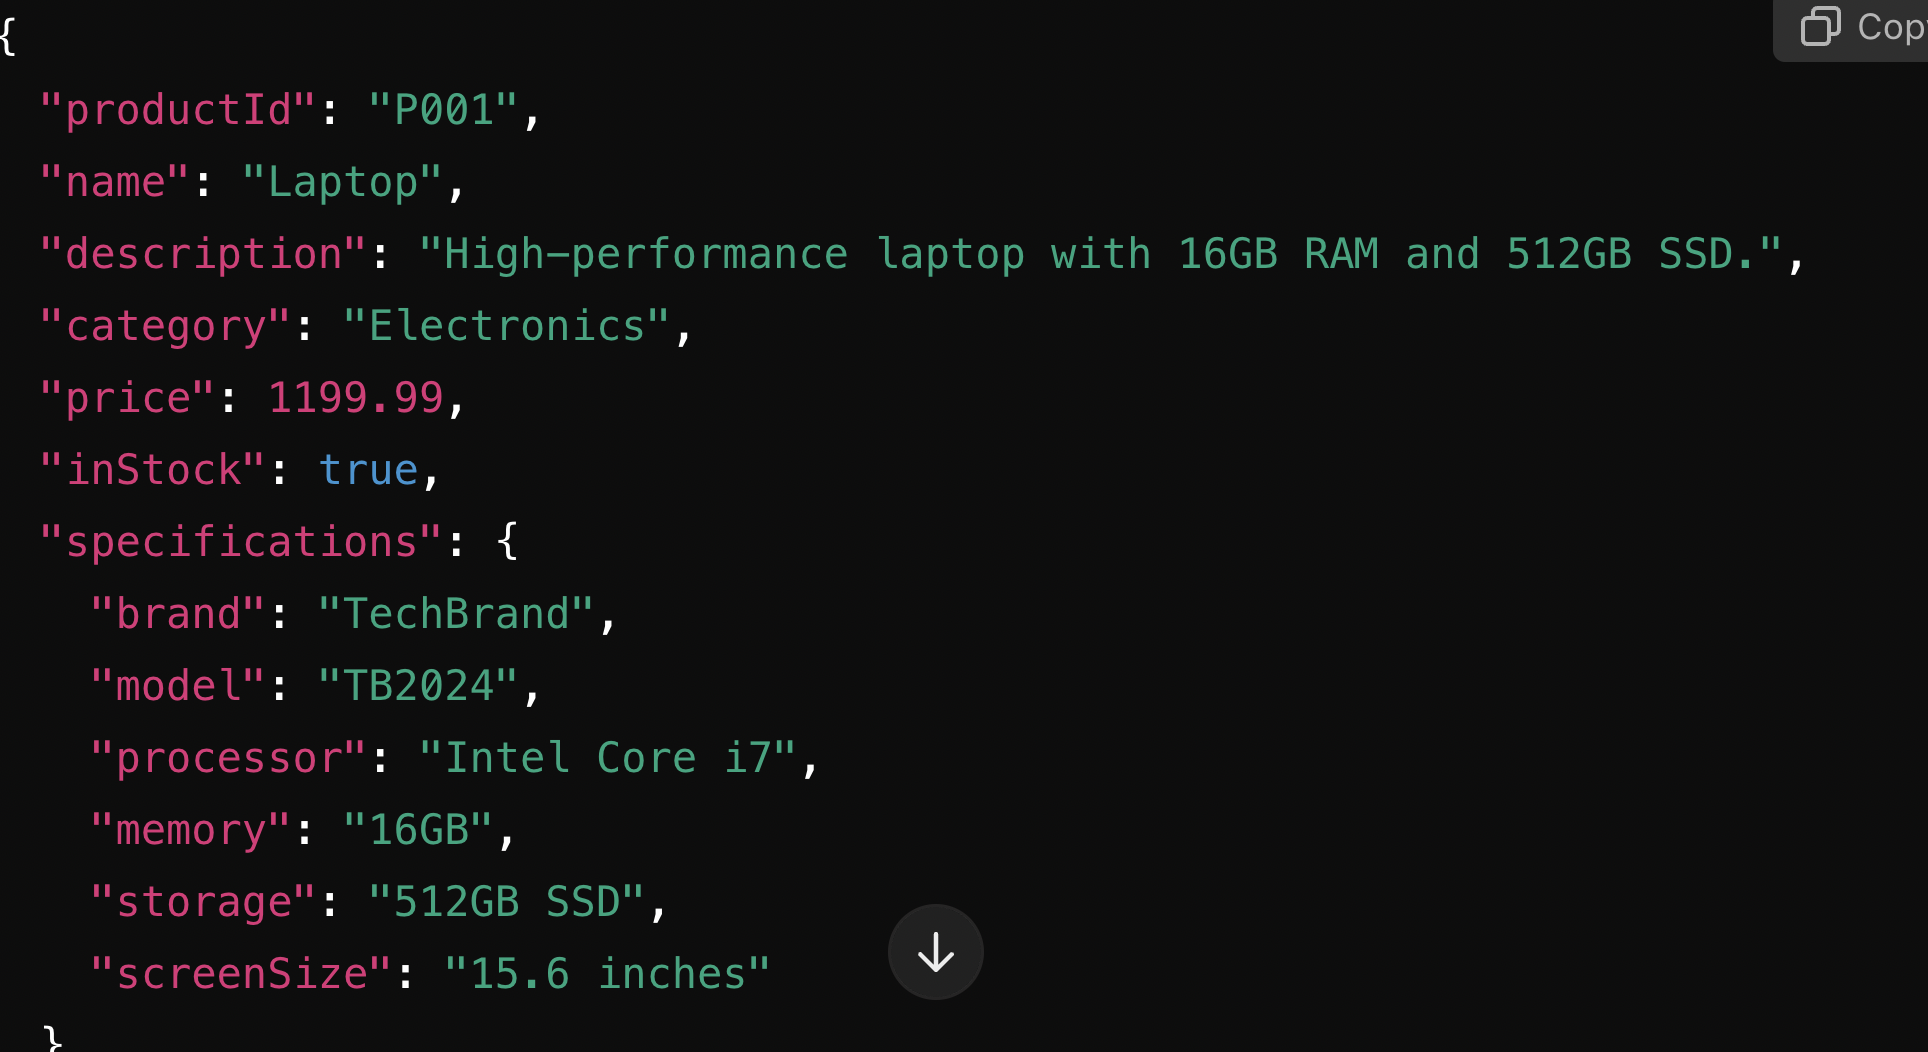 {
Copy
"productId": "P001",
"name": "Laptop",
"description": "High-performance laptop with 16GB RAM and 512GB SSD.",
"category": "Electronics",
"price": 1199.99,
"inStock": true,
"specifications": {
"brand": "TechBrand",
"model": "TB2024",
"processor": "Intel Core i7",
"memory": "16GB",
"storage": "512GB SSD",
"screenSize": "15.6 inches"
}